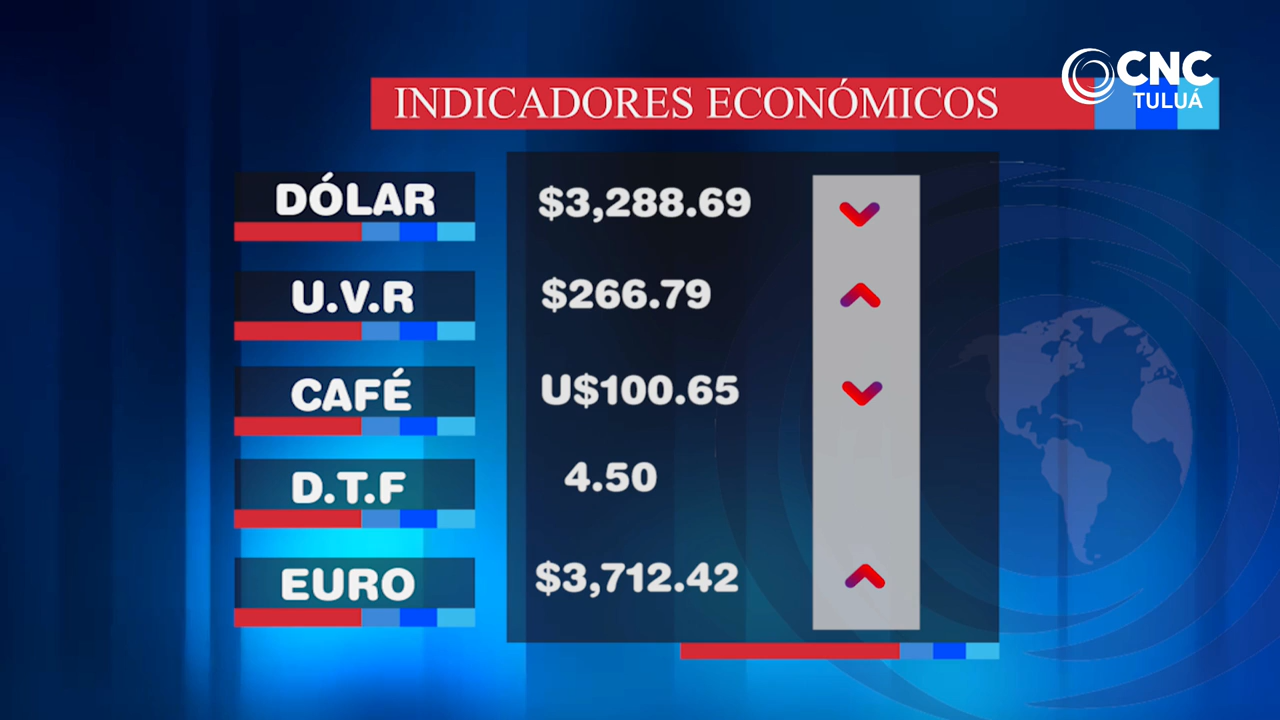 CNC
TULUÁ
INDICADORES ECONÓMICOS
DÓLAR $3,288.69
U.V.R $266.79
CAFÉ U$100.65
D.T.F 4.50
EURO $3,712.42